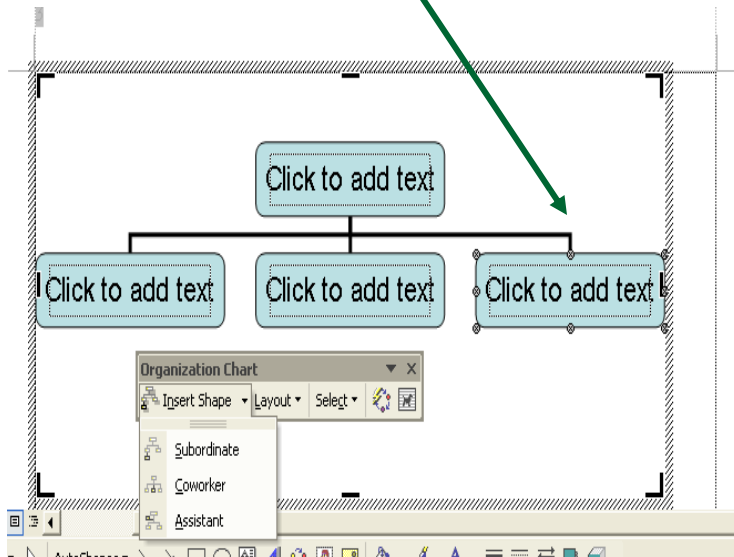 Click to add text
Click to add text Click to add text Click to add text
Organization Chart
Insert Shape Layout Select
Subordinate
Coworker
Assistant
AutoShapes